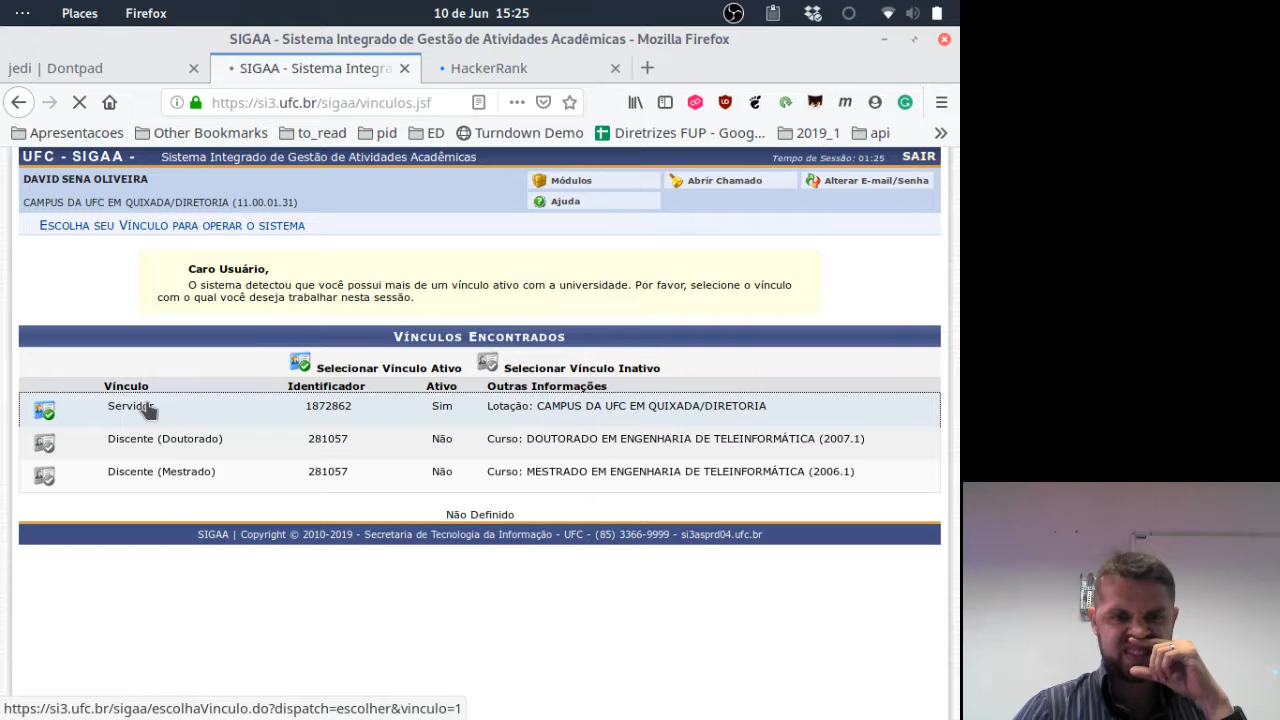 Places
Firefox
10 de Jun 15:25
SIGAA - Sistema Integrado de Gestão de Atividades Acadêmicas - Mozilla Firefox
jedi | Dontpad
SIGAA - Sistema Integra
HackerRank
https://si3.ufc.br/sigaa/vinculos.jsf
Apresentacoes
Other Bookmarks
to_read
pid
ED
Turndown Demo
Diretrizes FUP - Goog...
2019_1
api
UFC - SIGAA -
Sistema Integrado de Gestão de Atividades Acadêmicas
Tempo de Sessão: 01:25
SAIR
DAVID SENA OLIVEIRA
Módulos
Abrir Chamado
Alterar E-mail/Senha
CAMPUS DA UFC EM QUIXADA/DIRETORIA (11.00.01.31)
Ajuda
ESCOLHA SEU VÍNCULO PARA OPERAR O SISTEMA
Caro Usuário,
O sistema detectou que você possui mais de um vínculo ativo com a universidade. Por favor, selecione o vínculo
com o qual você deseja trabalhar nesta sessão.
VÍNCULOS ENCONTRADOS
Selecionar Vínculo Ativo
Selecionar Vínculo Inativo
Vínculo Identificador Ativo Outras Informações
Servidor 1872862 Sim Lotação: CAMPUS DA UFC EM QUIXADA/DIRETORIA
Discente (Doutorado) 281057 Não Curso: DOUTORADO EM ENGENHARIA DE TELEINFORMÁTICA (2007.1)
Discente (Mestrado) 281057 Não Curso: MESTRADO EM ENGENHARIA DE TELEINFORMÁTICA (2006.1)
Não Definido
SIGAA | Copyright © 2010-2019 - Secretaria de Tecnologia da Informação - UFC - (85) 3366-9999 - si3asprd04.ufc.br
https://si3.ufc.br/sigaa/escolhaVinculo.do?dispatch=escolher&vinculo=1